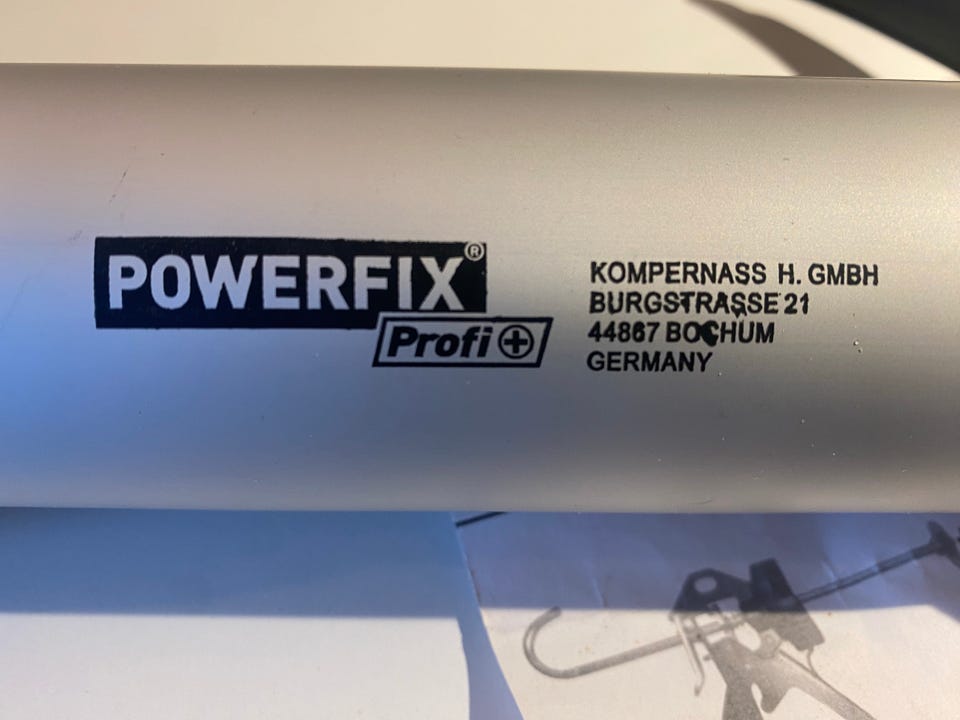 POWERFIX®
Profi+
KOMPERNASS H. GMBH
BURGSTRASSE 21
44867 BOCHUM
GERMANY